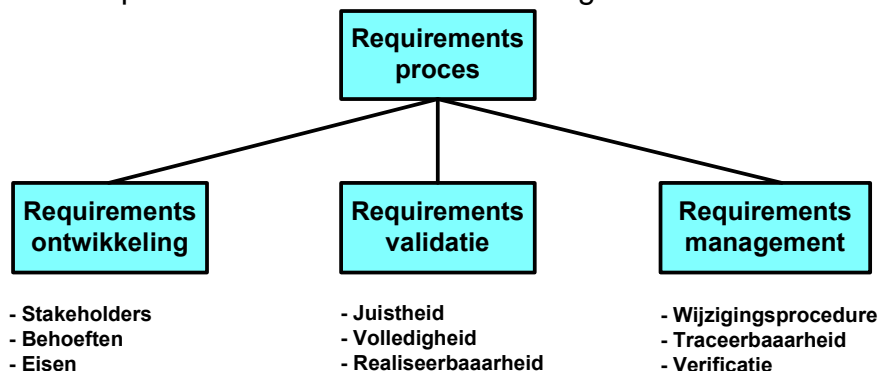 Requirements
proces
Requirements
ontwikkeling
Requirements
validatie
Requirements
management
- Stakeholders
- Behoeften
- Eisen
- Juistheid
- Volledigheid
- Realiseerbaaarheid
- Wijzigingsprocedure
- Traceerbaaarheid
- Verificatie